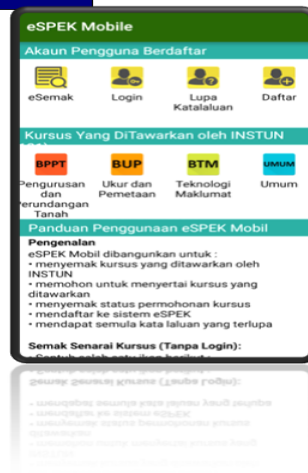 eSPEK Mobile
Akaun Pengguna Berdaftar
eSemak Login Lupa Katalaluan Daftar
Kursus Yang DiTawarkan oleh INSTUN
BPPT BUP BTM UMUM
Pengurusan dan Perundangan Tanah
Ukur dan Pemetaan
Teknologi Maklumat
Umum
Panduan Penggunaan eSPEK Mobil
Pengenalan
eSPEK Mobil dibangunkan untuk :
• menyemak kursus yang ditawarkan oleh
INSTUN
• memohon untuk menyertai kursus yang
ditawarkan
• menyemak status permohonan kursus
• mendaftar ke sistem eSPEK
• mendapat semula kata laluan yang terlupa
Semak Senarai Kursus (Tanpa Login):